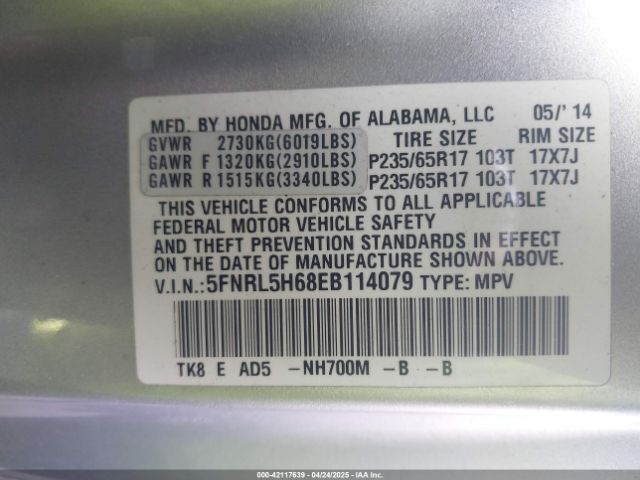 MFD. BY HONDA MFG. OF ALABAMA, LLC 05/' 14
GVWR 2730KG(6019LBS) TIRE SIZE RIM SIZE
GAWR F 1320KG(2910LBS) P235/65R17 103T 17X7J
GAWR R 1515KG(3340LBS) P235/65R17 103T 17X7J
THIS VEHICLE CONFORMS TO ALL APPLICABLE
FEDERAL MOTOR VEHICLE SAFETY
AND THEFT PREVENTION STANDARDS IN EFFECT
ON THE DATE OF MANUFACTURE SHOWN ABOVE.
V.I.N.:5FNRL5H68EB114079 TYPE: MPV
TK8 E AD5 -NH700M -B -B
000-42117639 - 04/24/2025 - IAAI.COM